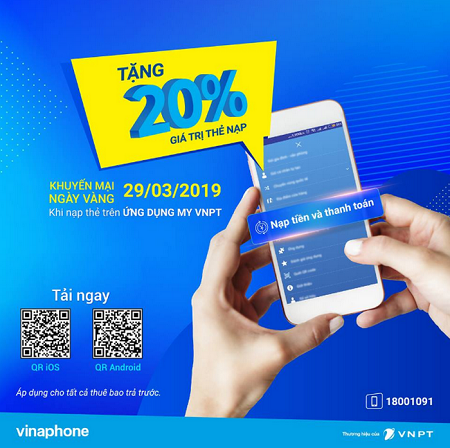 TẶNG
20%
GIÁ TRỊ THẺ NẠP
KHUYẾN MẠI
NGÀY VÀNG
29/03/2019
Khi nạp thẻ trên ỨNG DỤNG MY VNPT
Nạp tiền và thanh toán
Tải ngay
QR iOS
QR Android
Áp dụng cho tất cả thuê bao trả trước.
18001091
vinaphone
Thương hiệu của VNPT